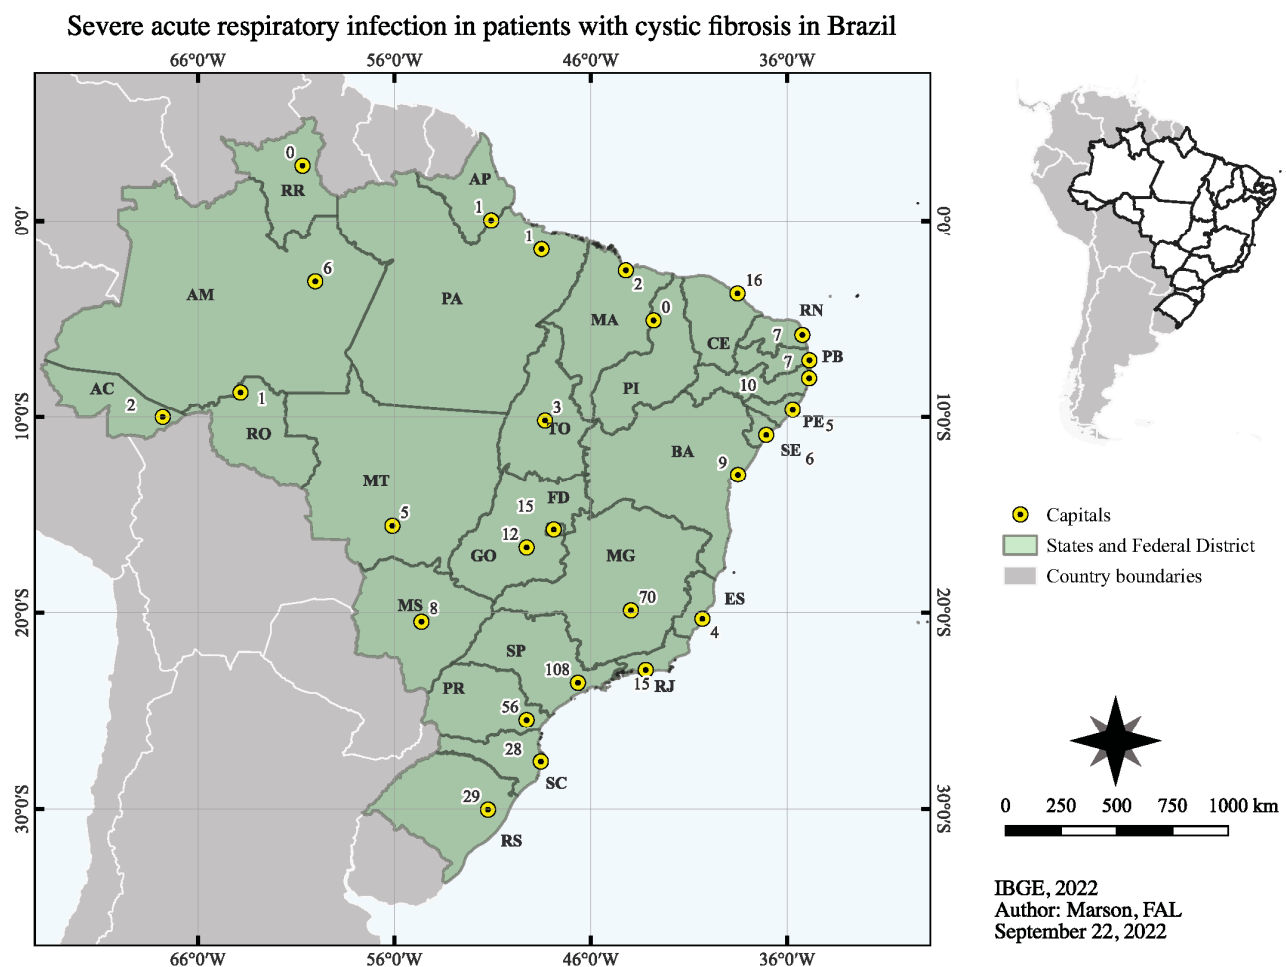 Severe acute respiratory infection in patients with cystic fibrosis in Brazil
66°0'W 56°0'W 46°0'W 36°0'W
0
RR
AP
1
0°0' 0°0'
1
6
2
16
AM
PA
0
RN
MA
7
CE
PB
7
AC
PI
10
2
1
3
10°0'S 10°0'S
RO
TO
PE 5
BA
SE 6
9
MT
FD
15
5
12
GO
MG
MS 8
70
ES
20°0'S 20°0'S
4
SP
108
15 RJ
PR
56
28
SC
29
30°0'S 30°0'S
RS
66°0'W 56°0'W 46°0'W 36°0'W
Capitals
States and Federal District
Country boundaries
0 250 500 750 1000 km
IBGE, 2022
Author: Marson, FAL
September 22, 2022